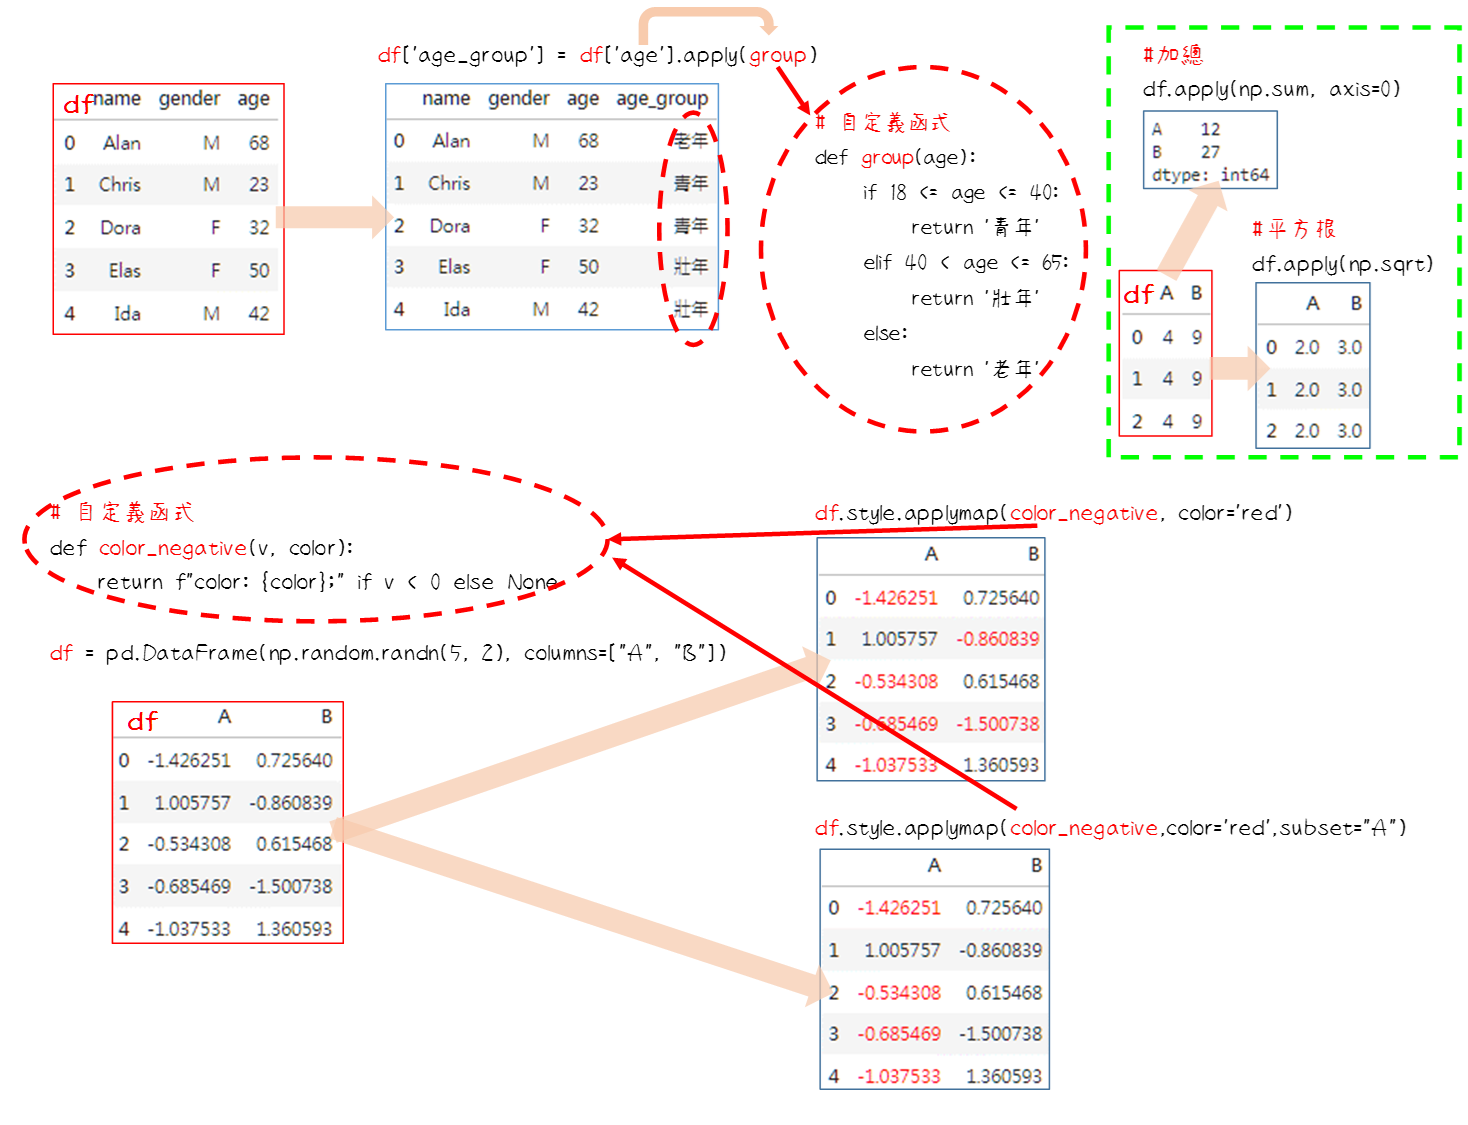 df['age_group'] = df['age'].apply(group)
df name gender age
0 Alan M 68
1 Chris M 23
2 Dora F 32
3 Elas F 50
4 Ida M 42
name gender age age_group
0 Alan M 68 老年
1 Chris M 23 青年
2 Dora F 32 青年
3 Elas F 50 壯年
4 Ida M 42 壯年
# 自定義函式
def group(age):
if 18 <= age <= 40:
return '青年'
elif 40 < age <= 65:
return '壯年'
else:
return '老年'
#加總
df.apply(np.sum, axis=0)
A 12
B 27
dtype: int64
#平方根
df.apply(np.sqrt)
df A B
0 4 9
1 4 9
2 4 9
A B
0 2.0 3.0
1 2.0 3.0
2 2.0 3.0
# 自定義函式
def color_negative(v, color):
return f"color: {color};" if v < 0 else None
df = pd.DataFrame(np.random.randn(5, 2), columns=["A", "B"])
df A B
0 -1.426251 0.725640
1 1.005757 -0.860839
2 -0.534308 0.615468
3 -0.685469 -1.500738
4 -1.037533 1.360593
df.style.applymap(color_negative, color='red')
A B
0 -1.426251 0.725640
1 1.005757 -0.860839
2 -0.534308 0.615468
3 -0.685469 -1.500738
4 -1.037533 1.360593
df.style.applymap(color_negative,color='red',subset="A")
A B
0 -1.426251 0.725640
1 1.005757 -0.860839
2 -0.534308 0.615468
3 -0.685469 -1.500738
4 -1.037533 1.360593